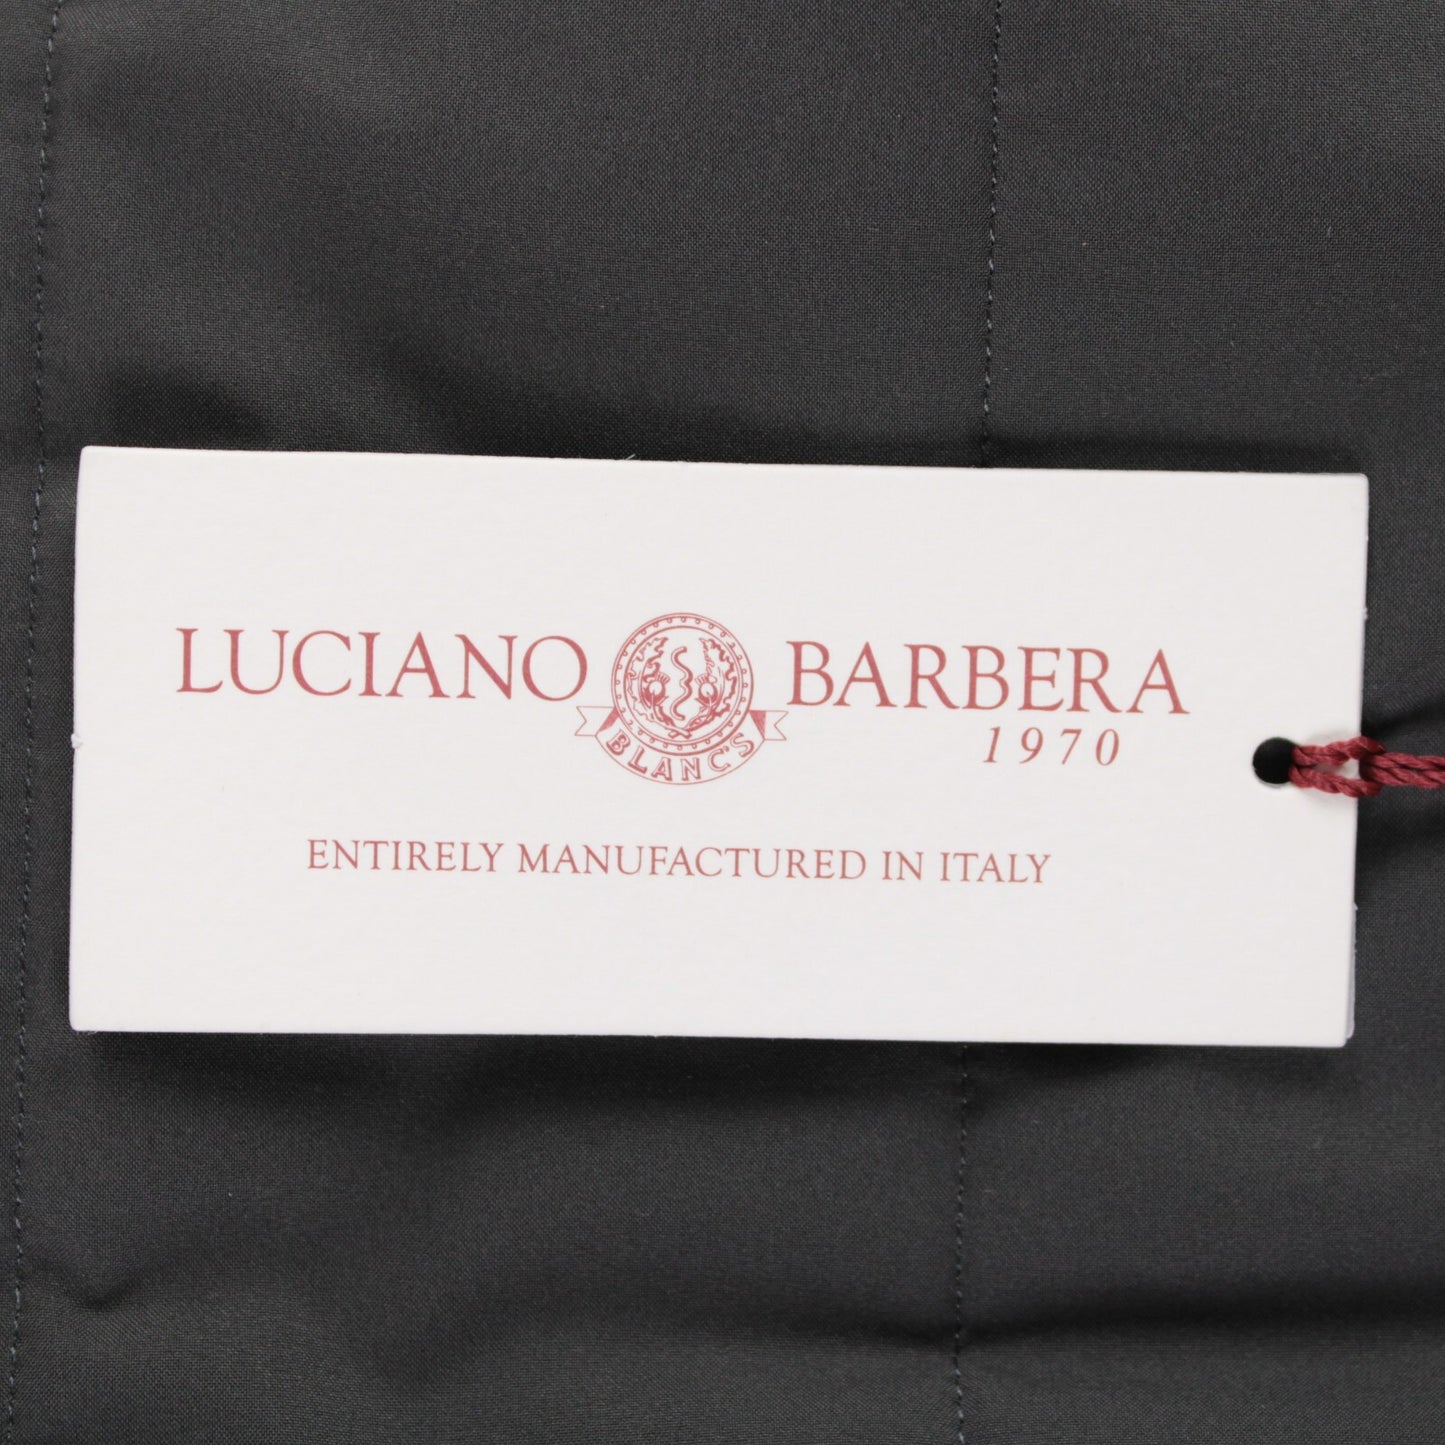 LUCIANO BARBERA
1970
BLANC'S
ENTIRELY MANUFACTURED IN ITALY